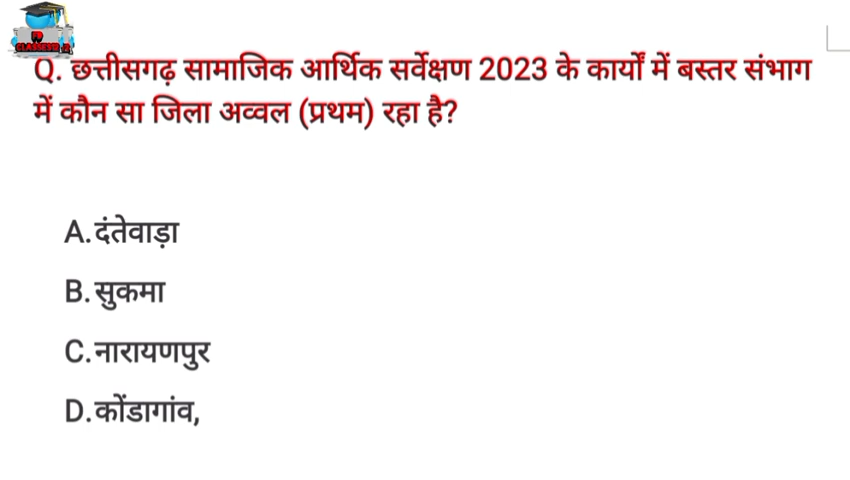 Q. छत्तीसगढ़ सामाजिक आर्थिक सर्वेक्षण 2023 के कार्यों में बस्तर संभाग
में कौन सा जिला अव्वल (प्रथम) रहा है?
A.दंतेवाड़ा
B.सुकमा
C.नारायणपुर
D.कोंडागांव,